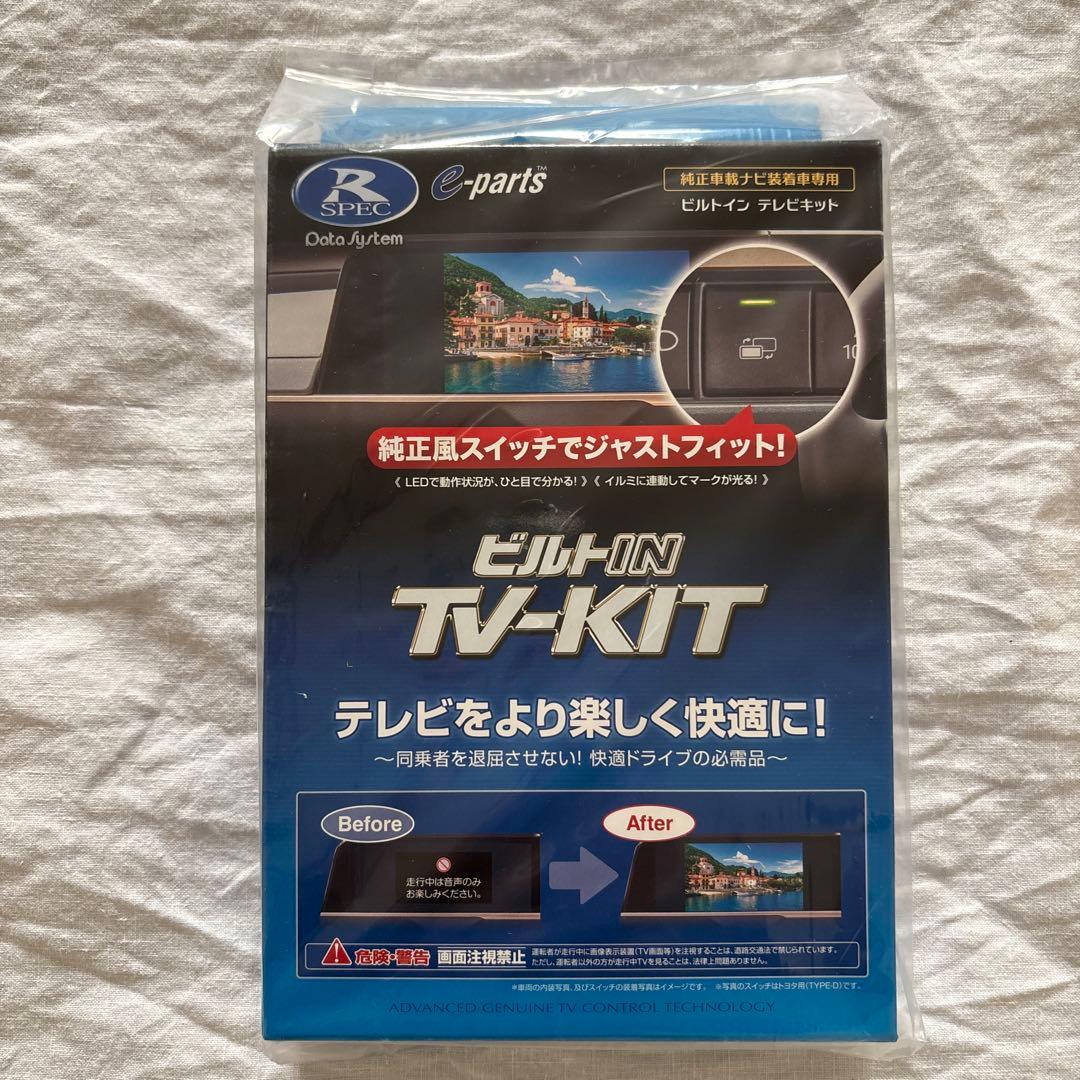 R
SPEC
Data System
e-parts™
純正車載ナビ装着車専用
ビルトイン テレビキット
10
純正風スイッチでジャストフィット!
《 LEDで動作状況が、ひと目で分かる! 》《 イルミに連動してマークが光る! 》
ビルトIN
TV-KIT
テレビをより楽しく快適に!
～同乗者を退屈させない! 快適ドライブの必需品～
Before
After
走行中は音声のみ
お楽しみください。
危険・警告 画面注視禁止
運転者が走行中に画像表示装置(TV画面等)を注視することは、道路交通法で禁じられています。
ただし、運転者以外の方が走行中TVを見ることは、法律上問題ありません。
※車両の内装写真、及びスイッチの装着写真はイメージです。 ※写真のスイッチはトヨタ用(TYPE-D)です。
ADVANCED GENUINE TV CONTROL TECHNOLOGY